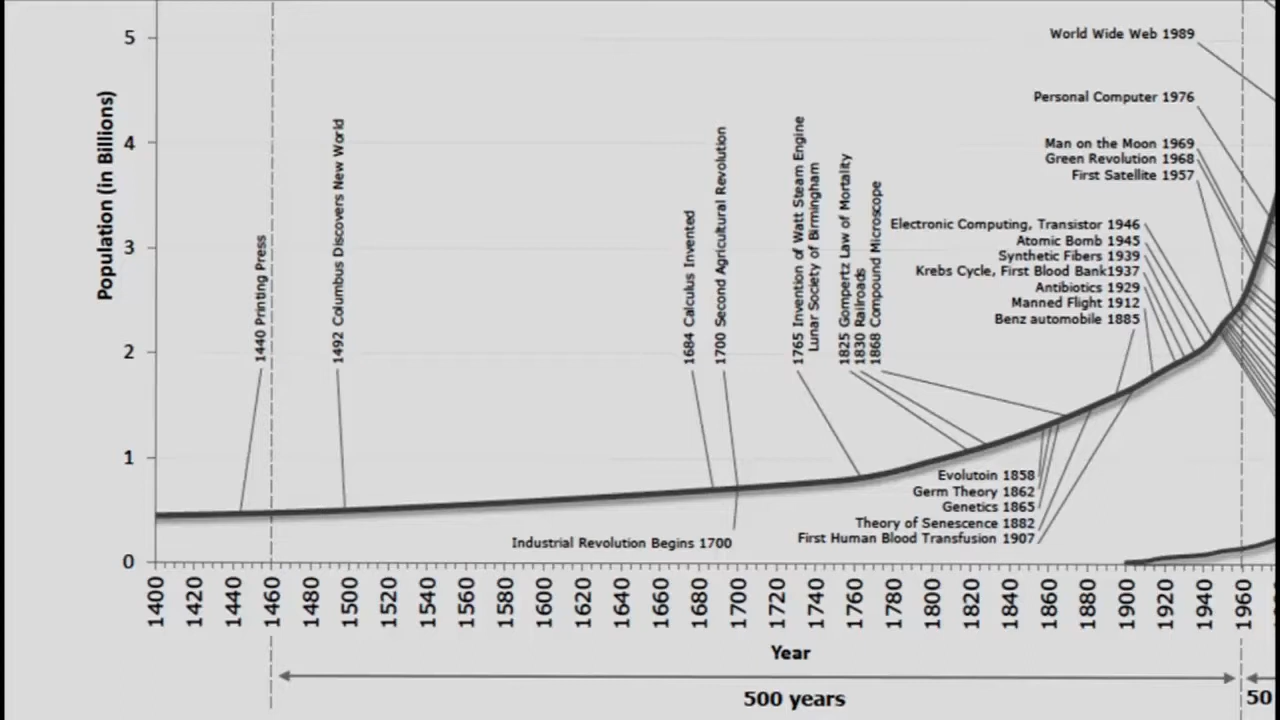 5
4
3
2
1
0
Population (in Billions)
World Wide Web 1989
Personal Computer 1976
Man on the Moon 1969
Green Revolution 1968
First Satellite 1957
Electronic Computing, Transistor 1946
Atomic Bomb 1945
Synthetic Fibers 1939
Krebs Cycle, First Blood Bank1937
Antibiotics 1929
Manned Flight 1912
Benz automobile 1885
1440 Printing Press
1492 Columbus Discovers New World
1684 Calculus Invented
1700 Second Agricultural Revolution
1765 Invention of Watt Steam Engine
Lunar Society of Birmingham
1825 Gompertz Law of Mortality
1830 Railroads
1868 Compound Microscope
Evolutoin 1858
Germ Theory 1862
Genetics 1865
Theory of Senescence 1882
First Human Blood Transfusion 1907
Industrial Revolution Begins 1700
1400 1420 1440 1460 1480 1500 1520 1540 1560 1580 1600 1620 1640 1660 1680 1700 1720 1740 1760 1780 1800 1820 1840 1860 1880 1900 1920 1940 1960
Year
500 years
50